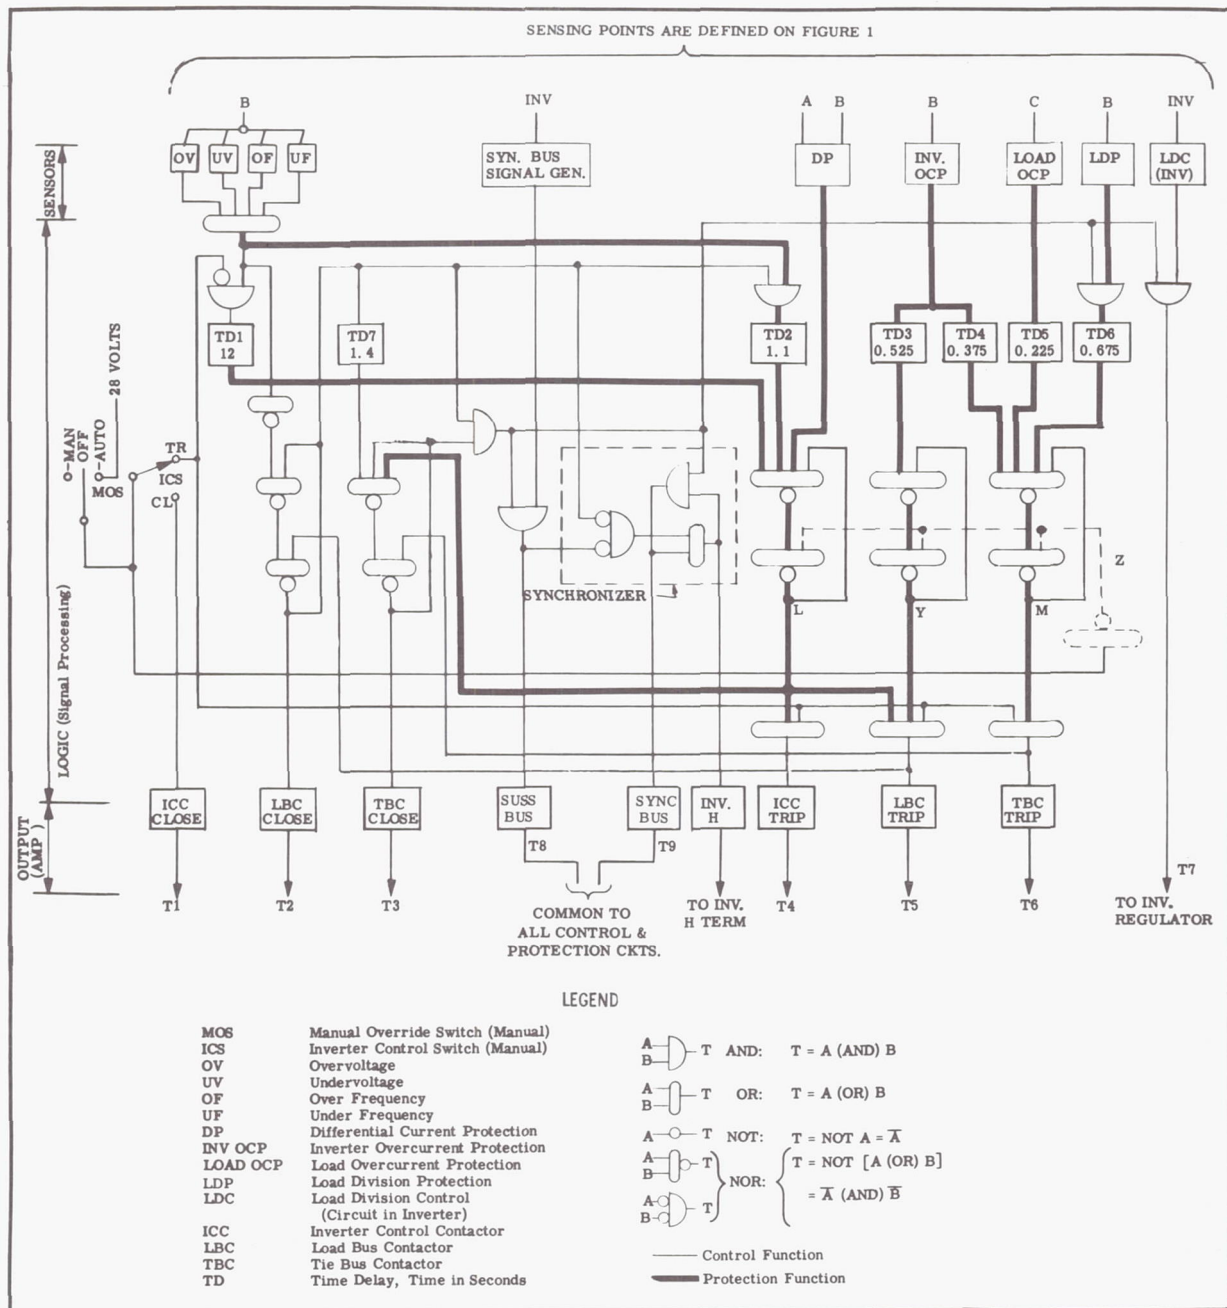 SENSING POINTS ARE DEFINED ON FIGURE 1
B
INV
A B
B
C
B
INV
SENSORS
OV UV OF UF
SYN. BUS
SIGNAL GEN.
DP
INV.
OCP
LOAD
OCP
LDP
LDC
(INV)
TD1
12
TD7
1.4
TD2
1.1
TD3
0.525
TD4
0.375
TD5
0.225
TD6
0.675
28 VOLTS
MAN
OFF
AUTO
MOS
TR
ICS
CL
SYNCHRONIZER
L
Y
M
Z
LOGIC (Signal Processing)
ICC
CLOSE
LBC
CLOSE
TBC
CLOSE
SUSS
BUS
SYNC
BUS
INV.
H
ICC
TRIP
LBC
TRIP
TBC
TRIP
OUTPUT
(AMP)
T8
T9
T7
T1
T2
T3
COMMON TO
ALL CONTROL &
PROTECTION CKTS.
TO INV.
H TERM
T4
T5
T6
TO INV.
REGULATOR
LEGEND
MOS Manual Override Switch (Manual)
ICS Inverter Control Switch (Manual)
OV Overvoltage
UV Undervoltage
OF Over Frequency
UF Under Frequency
DP Differential Current Protection
INV OCP Inverter Overcurrent Protection
LOAD OCP Load Overcurrent Protection
LDP Load Division Protection
LDC Load Division Control
(Circuit in Inverter)
ICC Inverter Control Contactor
LBC Load Bus Contactor
TBC Tie Bus Contactor
TD Time Delay, Time in Seconds
A
B T AND: T = A (AND) B
A
B T OR: T = A (OR) B
A T NOT: T = NOT A = A̅
A
B T
A
B T
NOR:
T = NOT [A (OR) B]
= A̅ (AND) B̅
Control Function
Protection Function